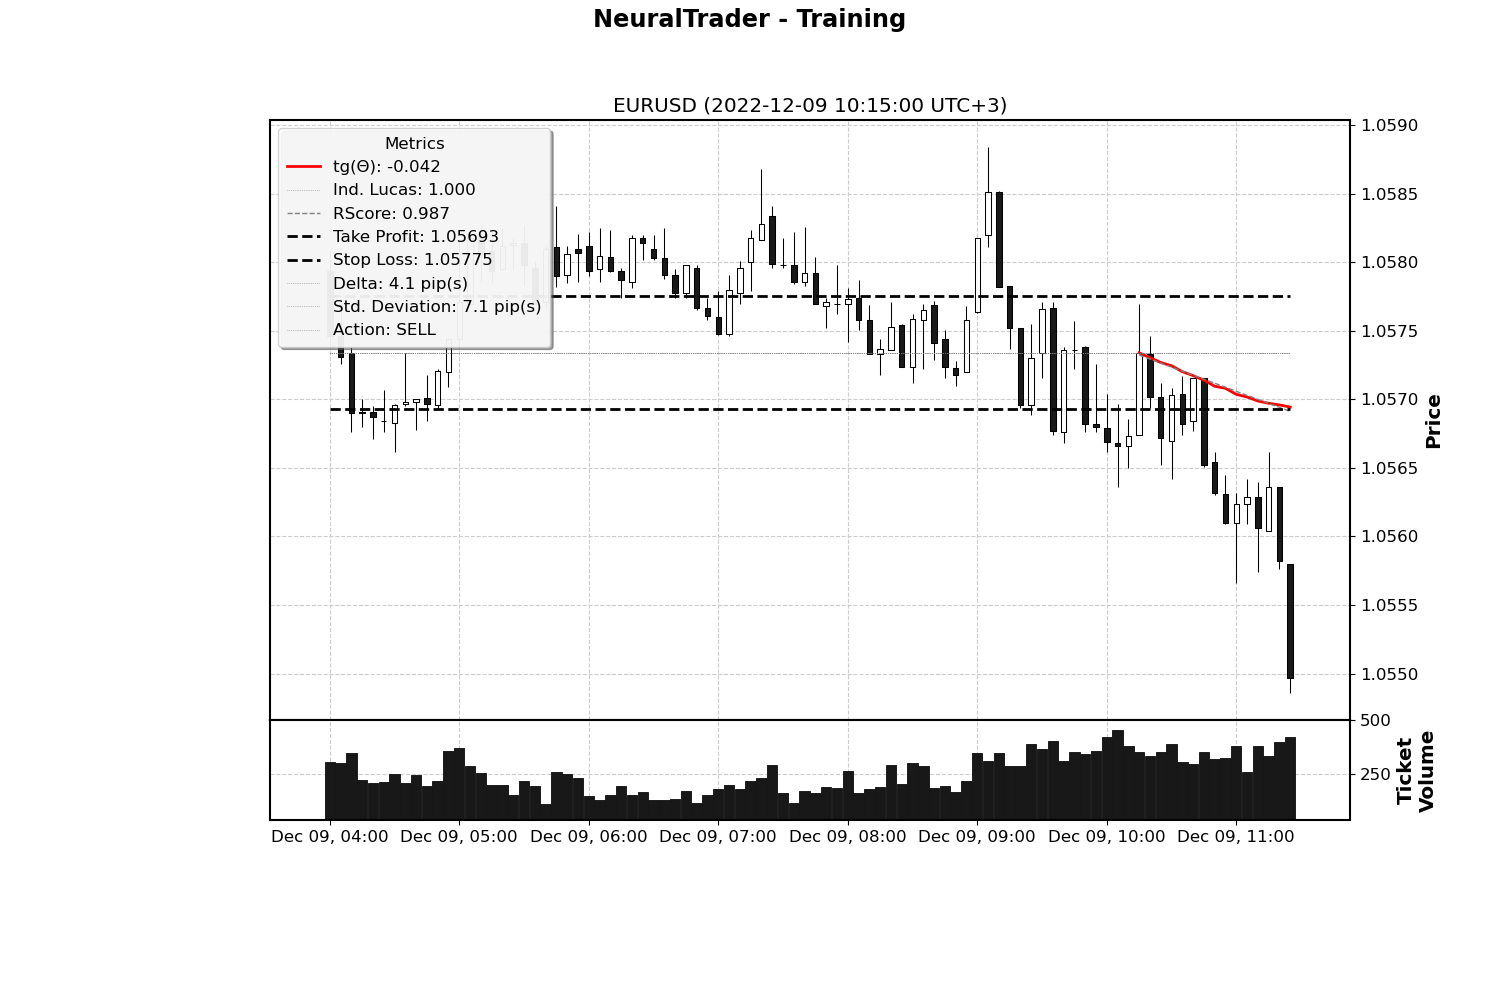 NeuralTrader - Training
EURUSD (2022-12-09 10:15:00 UTC+3)
Metrics
tg(Θ): -0.042
Ind. Lucas: 1.000
RScore: 0.987
Take Profit: 1.05693
Stop Loss: 1.05775
Delta: 4.1 pip(s)
Std. Deviation: 7.1 pip(s)
Action: SELL
1.0590
1.0585
1.0580
1.0575
1.0570
1.0565
1.0560
1.0555
1.0550
Price
500
250
Ticket
Volume
Dec 09, 04:00 Dec 09, 05:00 Dec 09, 06:00 Dec 09, 07:00 Dec 09, 08:00 Dec 09, 09:00 Dec 09, 10:00 Dec 09, 11:00